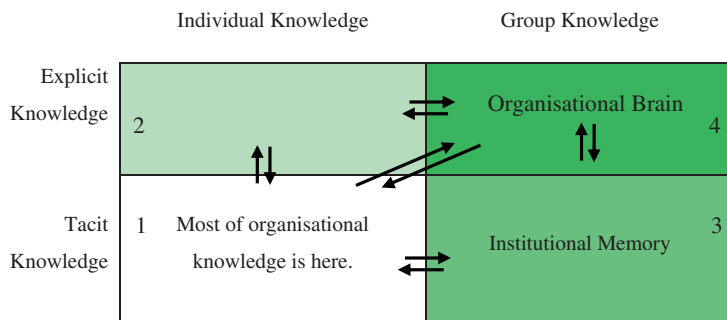 Individual Knowledge Group Knowledge
Explicit
Knowledge
2
Organisational Brain
4
Tacit
Knowledge
1
Most of organisational
knowledge is here.
Institutional Memory
3